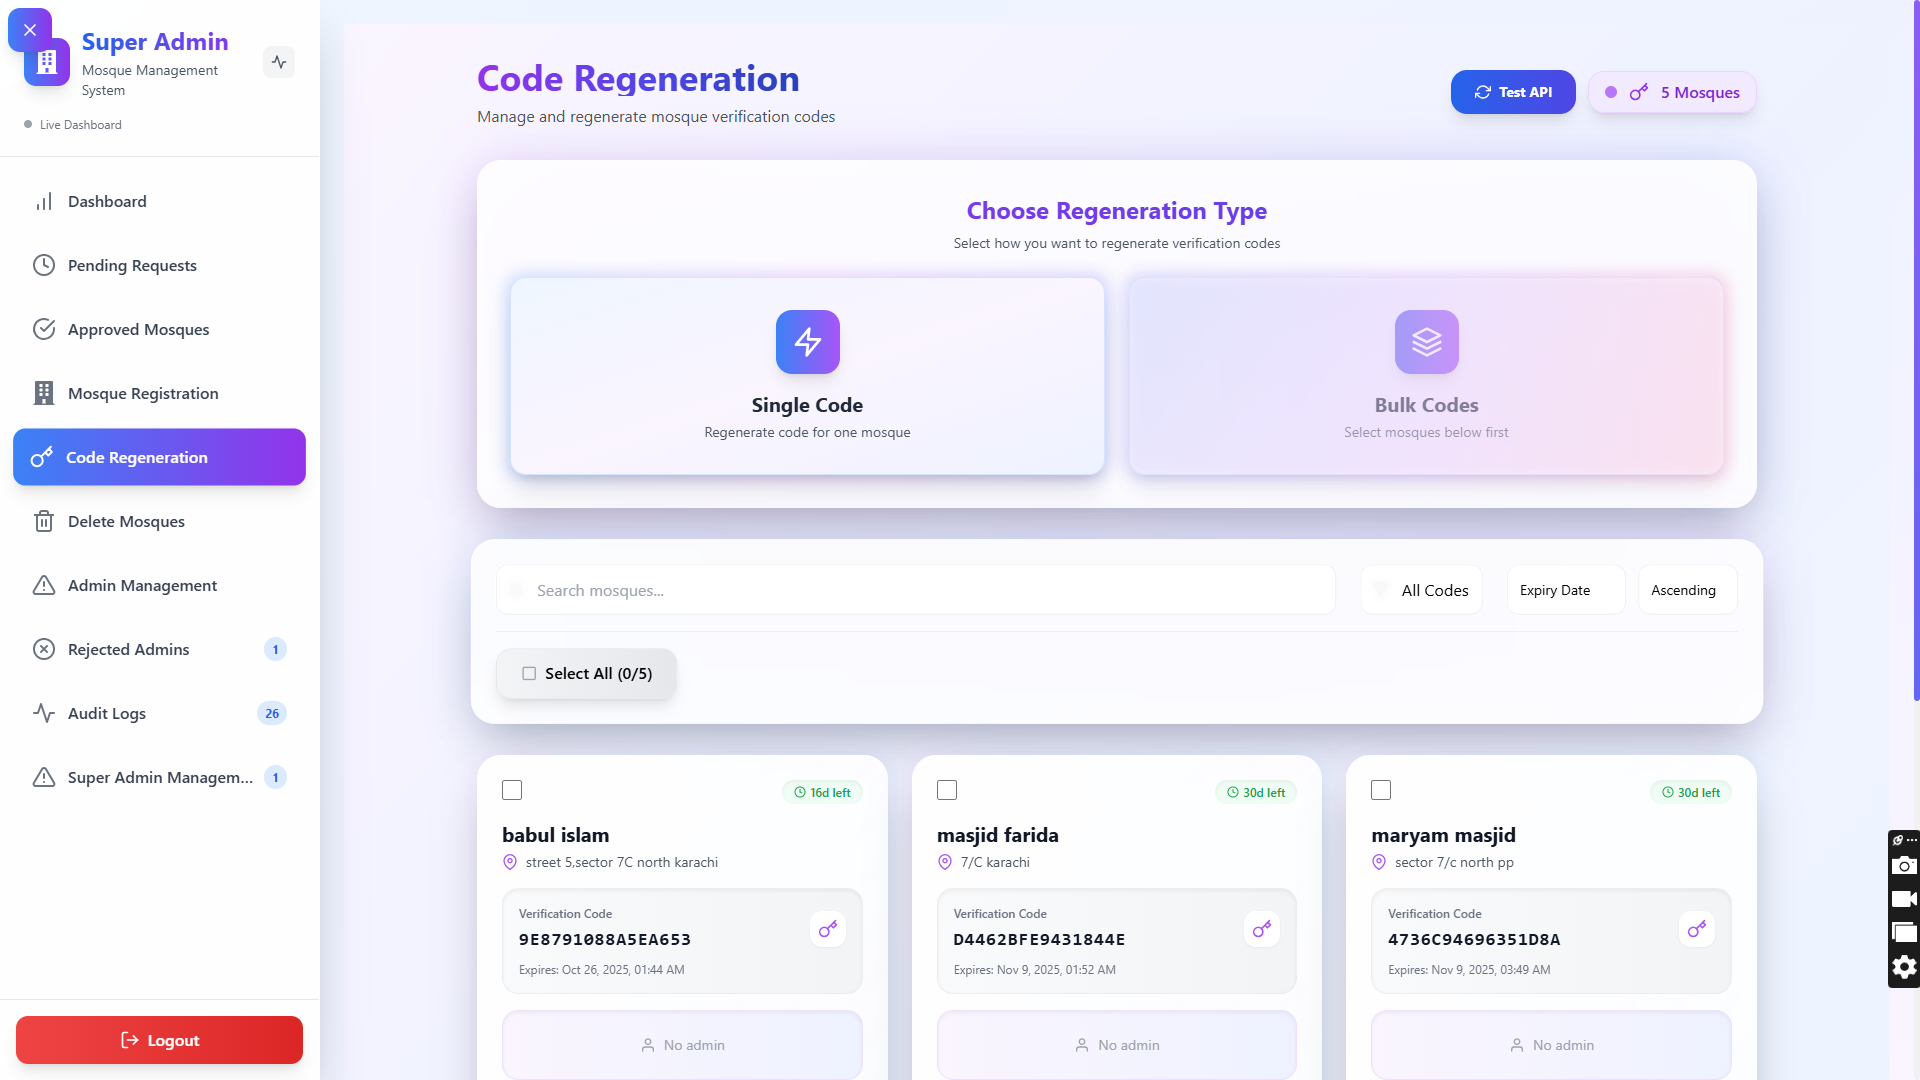 Super Admin
Mosque Management
System
Live Dashboard
Dashboard
Pending Requests
Approved Mosques
Mosque Registration
Code Regeneration
Delete Mosques
Admin Management
Rejected Admins 1
Audit Logs 26
Super Admin Managem... 1
Logout
Code Regeneration
Manage and regenerate mosque verification codes
Test API
5 Mosques
Choose Regeneration Type
Select how you want to regenerate verification codes
Single Code
Regenerate code for one mosque
Bulk Codes
Select mosques below first
Search mosques...
All Codes
Expiry Date
Ascending
Select All (0/5)
16d left
babul islam
street 5,sector 7C north karachi
Verification Code
9E8791088A5EA653
Expires: Oct 26, 2025, 01:44 AM
No admin
30d left
masjid farida
7/C karachi
Verification Code
D4462BFE9431844E
Expires: Nov 9, 2025, 01:52 AM
No admin
30d left
maryam masjid
sector 7/c north pp
Verification Code
4736C94696351D8A
Expires: Nov 9, 2025, 03:49 AM
No admin